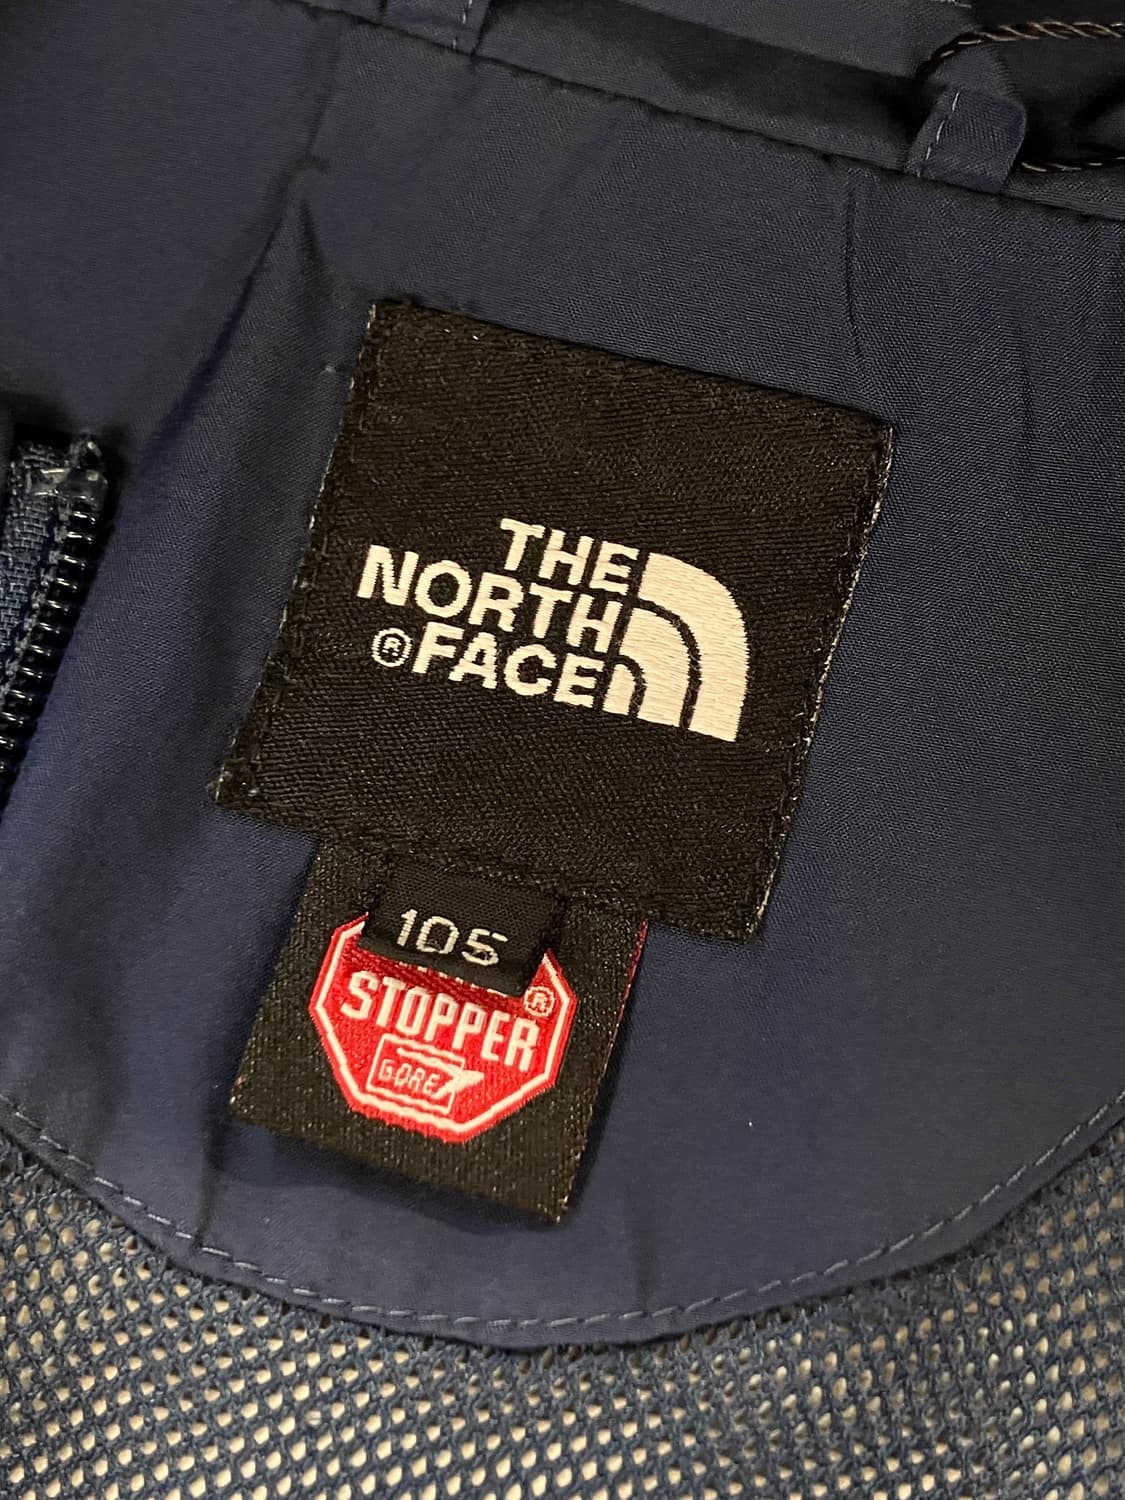 THE
NORTH
®FACE
105
®
STOPPER
GORE